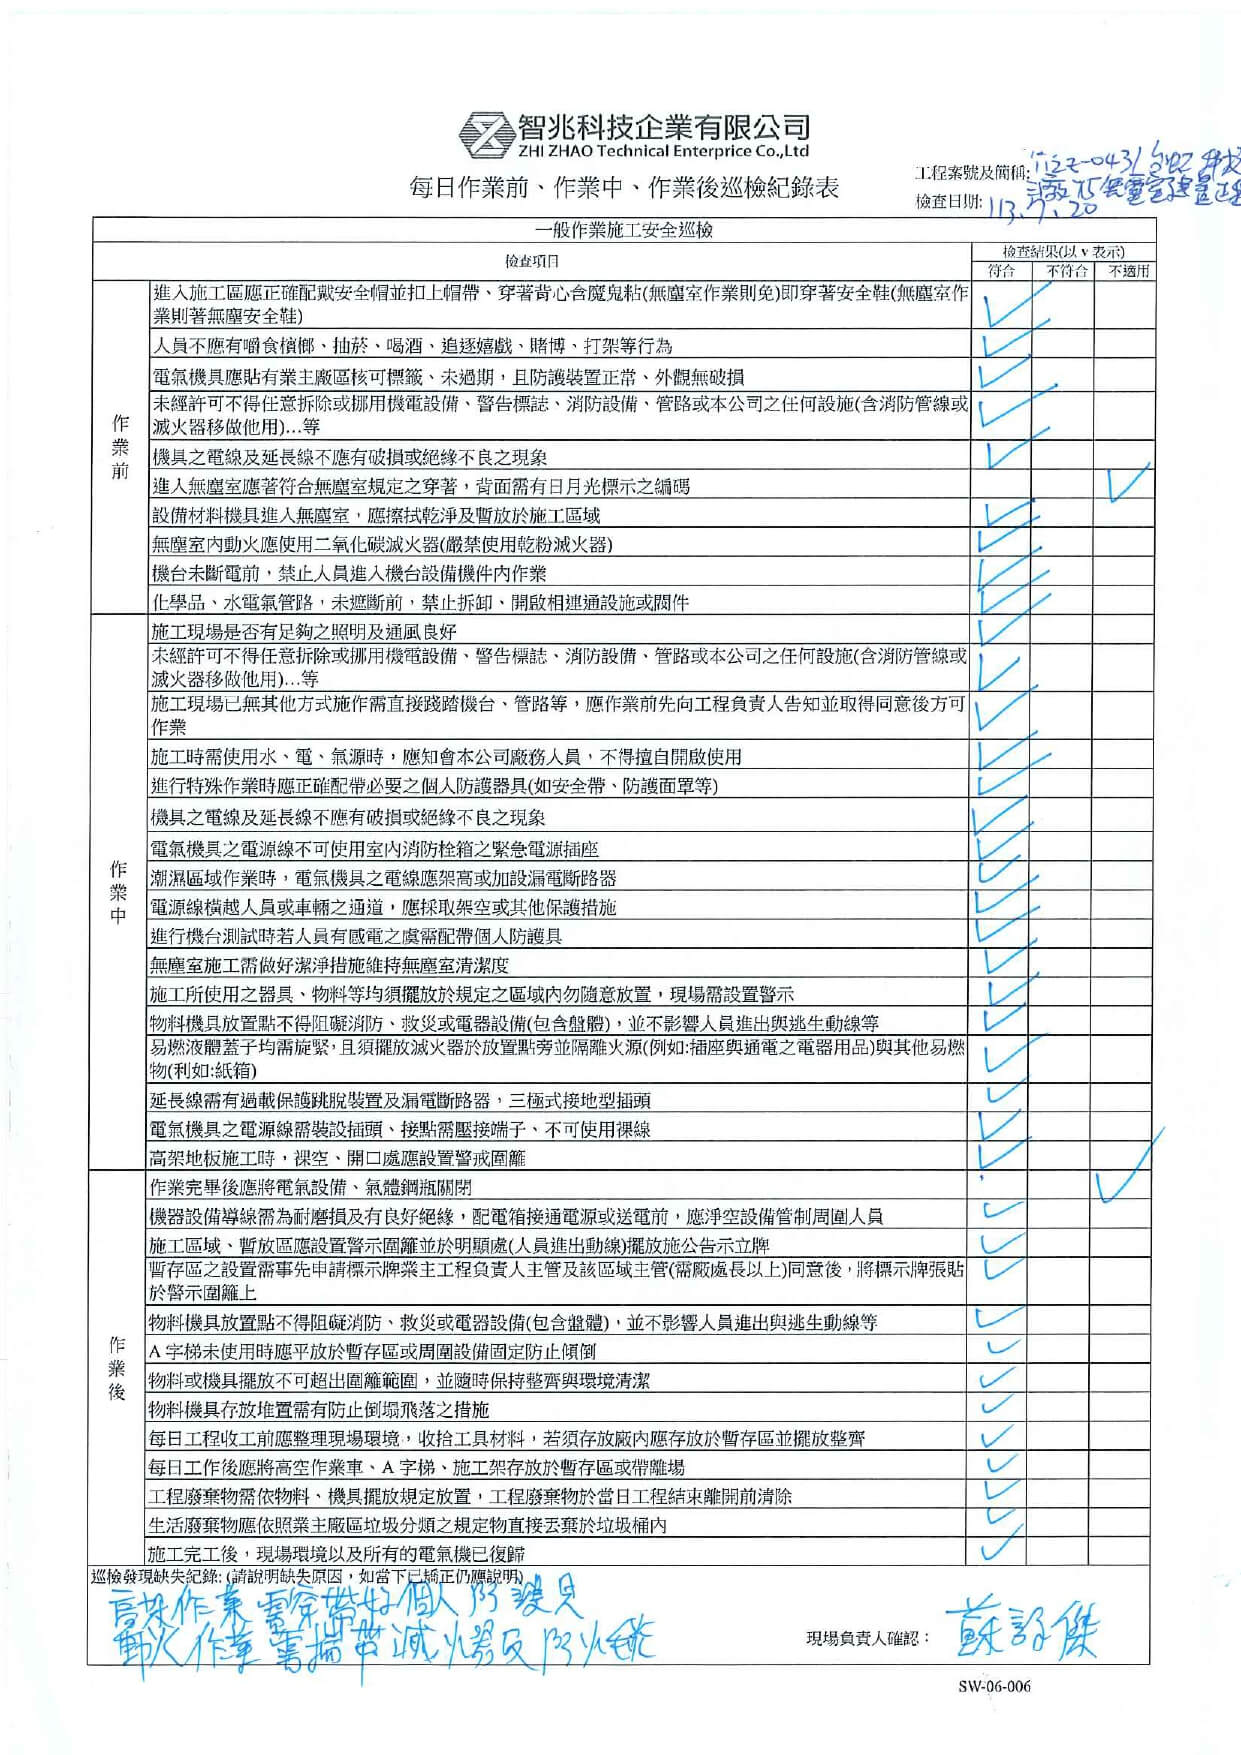 智兆科技企業有限公司
ZHI ZHAO Technical Enterprice Co.,Ltd
每日作業前、作業中、作業後巡檢紀錄表
工程案號及簡稱:
檢查日期: 113.7.20
一般作業施工安全巡檢
檢查項目
檢查結果(以 v 表示)
符合 不符合 不適用
作業前
進入施工區應正確配戴安全帽並扣上帽帶、穿著背心含魔鬼粘(無塵室作業則免)即穿著安全鞋(無塵室作
業則著無塵安全鞋)
人員不應有嚼食檳榔、抽菸、喝酒、追逐嬉戲、賭博、打架等行為
電氣機具應貼有業主廠區核可標籤、未過期，且防護裝置正常、外觀無破損
未經許可不得任意拆除或挪用機電設備、警告標誌、消防設備、管路或本公司之任何設施(含消防管線或
滅火器移做他用)…等
機具之電線及延長線不應有破損或絕緣不良之現象
進入無塵室應著符合無塵室規定之穿著，背面需有日月光標示之編碼
設備材料機具進入無塵室，應擦拭乾淨及暫放於施工區域
無塵室內動火應使用二氧化碳滅火器(嚴禁使用乾粉滅火器)
機台未斷電前，禁止人員進入機台設備機件內作業
化學品、水電氣管路，未遮斷前，禁止拆卸、開啟相連通設施或閥件
作業中
施工現場是否有足夠之照明及通風良好
未經許可不得任意拆除或挪用機電設備、警告標誌、消防設備、管路或本公司之任何設施(含消防管線或
滅火器移做他用)…等
施工現場已無其他方式施作需直接踐踏機台、管路等，應作業前先向工程負責人告知並取得同意後方可
作業
施工時需使用水、電、氣源時，應知會本公司廠務人員，不得擅自開啟使用
進行特殊作業時應正確配帶必要之個人防護器具(如安全帶、防護面罩等)
機具之電線及延長線不應有破損或絕緣不良之現象
電氣機具之電源線不可使用室內消防栓箱之緊急電源插座
潮濕區域作業時，電氣機具之電線應架高或加設漏電斷路器
電源線橫越人員或車輛之通道，應採取架空或其他保護措施
進行機台測試時若人員有感電之虞需配帶個人防護具
無塵室施工需做好潔淨措施維持無塵室清潔度
施工所使用之器具、物料等均須擺放於規定之區域內勿隨意放置，現場需設置警示
物料機具放置點不得阻礙消防、救災或電器設備(包含盤體)，並不影響人員進出與逃生動線等
易燃液體蓋子均需旋緊，且須擺放滅火器於放置點旁並隔離火源(例如:插座與通電之電器用品)與其他易燃
物(利如:紙箱)
延長線需有過載保護跳脫裝置及漏電斷路器，三極式接地型插頭
電氣機具之電源線需裝設插頭、接點需壓接端子、不可使用裸線
高架地板施工時，裸空、開口處應設置警戒圍籬
作業後
作業完畢後應將電氣設備、氣體鋼瓶關閉
機器設備導線需為耐磨損及有良好絕緣，配電箱接通電源或送電前，應淨空設備管制周圍人員
施工區域、暫放區應設置警示圍籬並於明顯處(人員進出動線)擺放施公告示立牌
暫存區之設置需事先申請標示牌業主工程負責人主管及該區域主管(需廠處長以上)同意後，將標示牌張貼
於警示圍籬上
物料機具放置點不得阻礙消防、救災或電器設備(包含盤體)，並不影響人員進出與逃生動線等
A 字梯未使用時應平放於暫存區或周圍設備固定防止傾倒
物料或機具擺放不可超出圍籬範圍，並隨時保持整齊與環境清潔
物料機具存放堆置需有防止倒塌飛落之措施
每日工程收工前應整理現場環境，收拾工具材料，若須存放廠內應存放於暫存區並擺放整齊
每日工作後應將高空作業車、A 字梯、施工架存放於暫存區或帶離場
工程廢棄物需依物料、機具擺放規定放置，工程廢棄物於當日工程結束離開前清除
生活廢棄物應依照業主廠區垃圾分類之規定物直接丟棄於垃圾桶內
施工完工後，現場環境以及所有的電氣機已復歸
巡檢發現缺失紀錄: (請說明缺失原因，如當下已矯正仍應說明)
高架作業 需穿帶好個人防護具
動火作業 需攜帶滅火器及防火毯
現場負責人確認：
SW-06-006